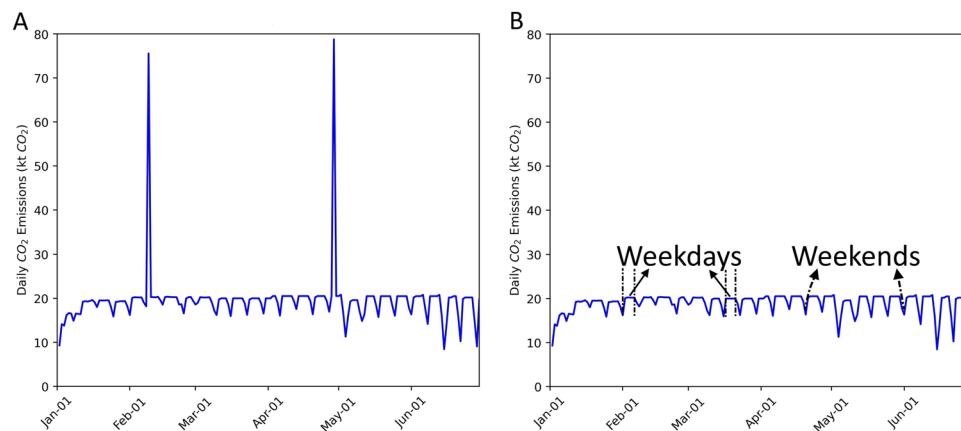 A
80
70
60
50
40
30
20
10
0
Daily CO2 Emissions (kt CO2)
Jan-01
Feb-01
Mar-01
Apr-01
May-01
Jun-01
B
80
70
60
50
40
30
20
10
0
Daily CO2 Emissions (kt CO2)
Weekdays
Weekends
Jan-01
Feb-01
Mar-01
Apr-01
May-01
Jun-01